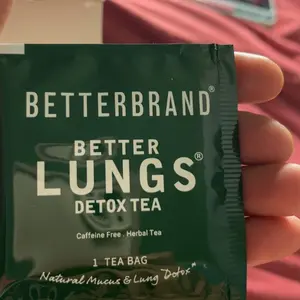 BETTERBRAND®
BETTER
LUNGS®
DETOX TEA
Caffeine Free . Herbal Tea
1 TEA BAG
Natural Mucus & Lung Detox*